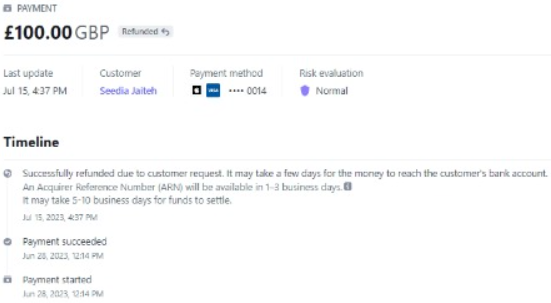 PAYMENT
£100.00 GBP Refunded
Last update Customer Payment method Risk evaluation
Jul 15, 4:37 PM Seedia Jaiteh VISA •••• 0014 Normal
Timeline
Successfully refunded due to customer request. It may take a few days for the money to reach the customer's bank account.
An Acquirer Reference Number (ARN) will be available in 1-3 business days.
It may take 5-10 business days for funds to settle.
Jul 15, 2023, 4:37 PM
Payment succeeded
Jun 28, 2023, 12:14 PM
Payment started
Jun 28, 2023, 12:14 PM